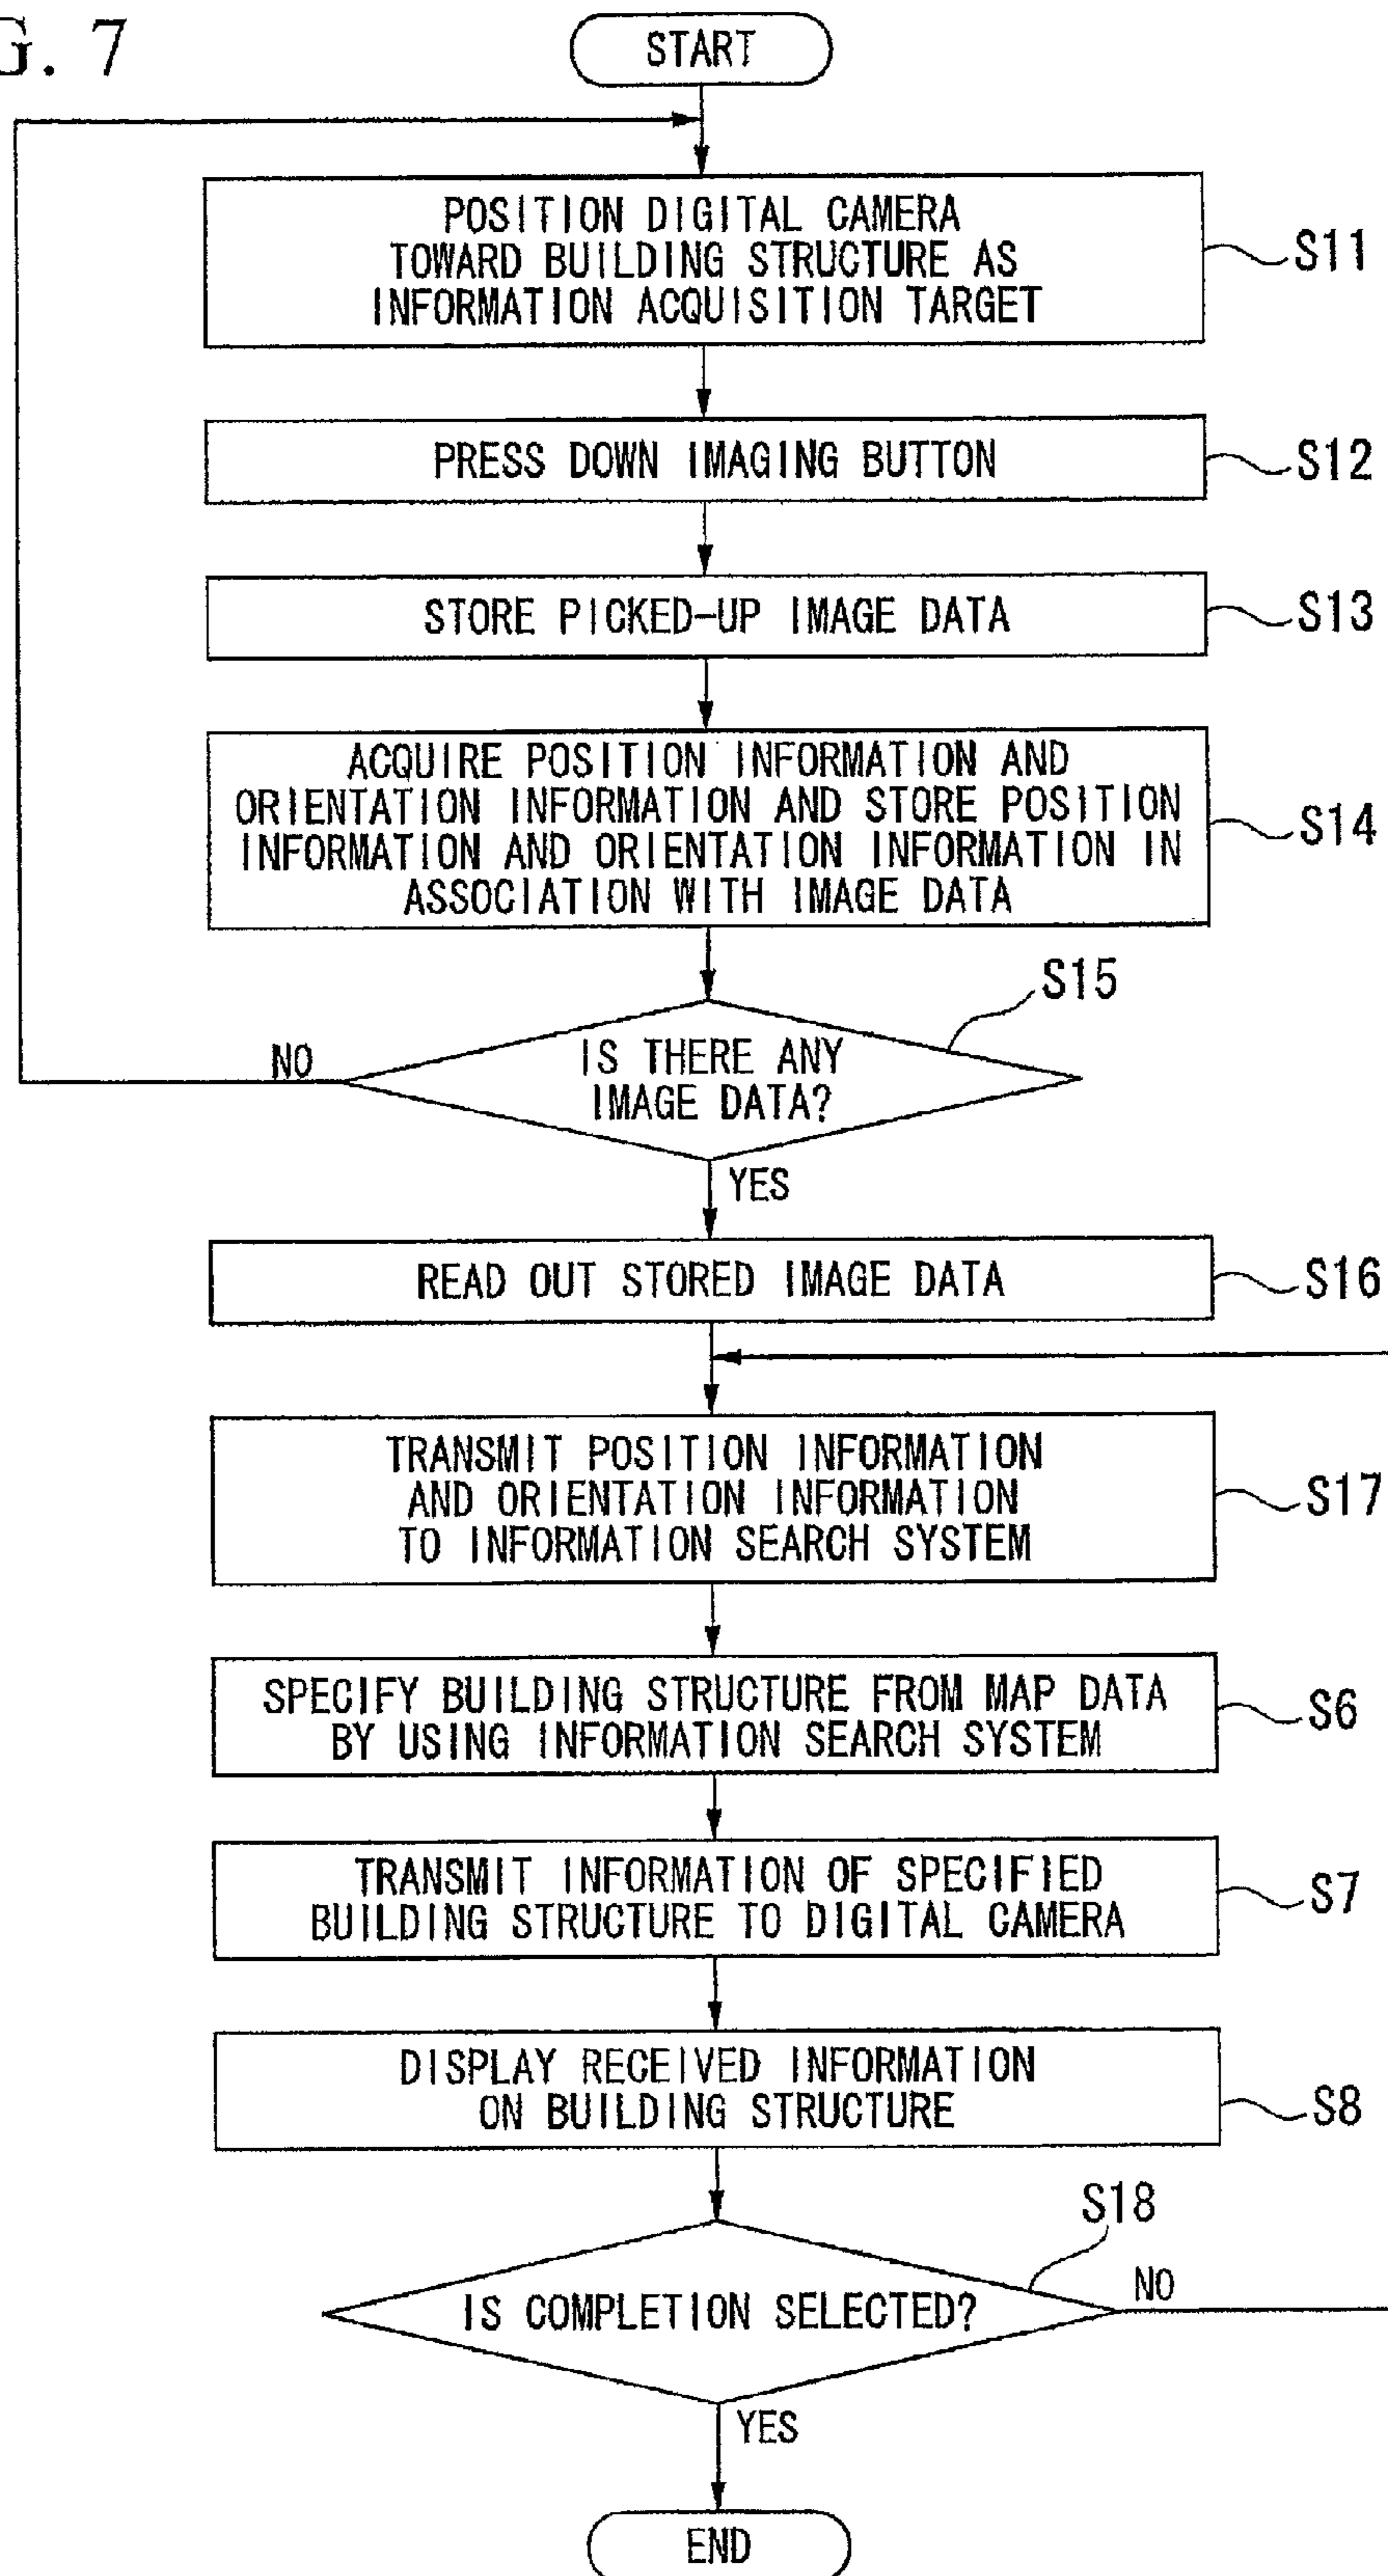 G. 7
START
POSITION DIGITAL CAMERA
TOWARD BUILDING STRUCTURE AS
INFORMATION ACQUISITION TARGET
S11
PRESS DOWN IMAGING BUTTON
S12
STORE PICKED-UP IMAGE DATA
S13
ACQUIRE POSITION INFORMATION AND
ORIENTATION INFORMATION AND STORE POSITION
INFORMATION AND ORIENTATION INFORMATION IN
ASSOCIATION WITH IMAGE DATA
S14
S15
NO
IS THERE ANY
IMAGE DATA?
YES
READ OUT STORED IMAGE DATA
S16
TRANSMIT POSITION INFORMATION
AND ORIENTATION INFORMATION
TO INFORMATION SEARCH SYSTEM
S17
SPECIFY BUILDING STRUCTURE FROM MAP DATA
BY USING INFORMATION SEARCH SYSTEM
S6
TRANSMIT INFORMATION OF SPECIFIED
BUILDING STRUCTURE TO DIGITAL CAMERA
S7
DISPLAY RECEIVED INFORMATION
ON BUILDING STRUCTURE
S8
S18
IS COMPLETION SELECTED?
NO
YES
END